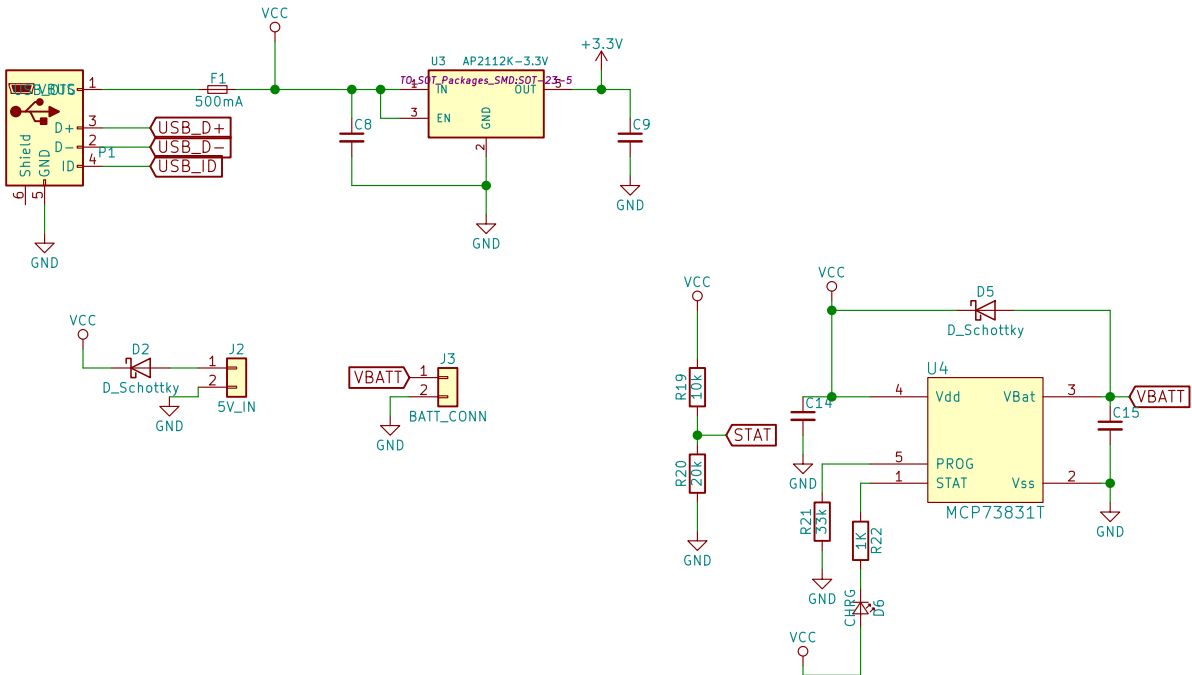 VCC
F1
500mA
VBUS
1
D+
3
USB_D+
D-
2
USB_D-
P1
ID
4
USB_ID
Shield
GND
6
5
GND
U3
AP2112K-3.3V
TO_SOT_Packages_SMD:SOT-23-5
1
IN
OUT
5
3
EN
GND
2
C8
GND
+3.3V
C9
GND
VCC
D2
D_Schottky
J2
1
2
5V_IN
GND
VBATT
J3
1
2
BATT_CONN
GND
VCC
R19
10k
STAT
R20
20k
GND
VCC
D5
D_Schottky
U4
4
Vdd
VBat
3
VBATT
C14
C15
GND
5
PROG
1
STAT
Vss
2
MCP73831T
GND
R21
33k
GND
1K
R22
CHRG
D6
VCC